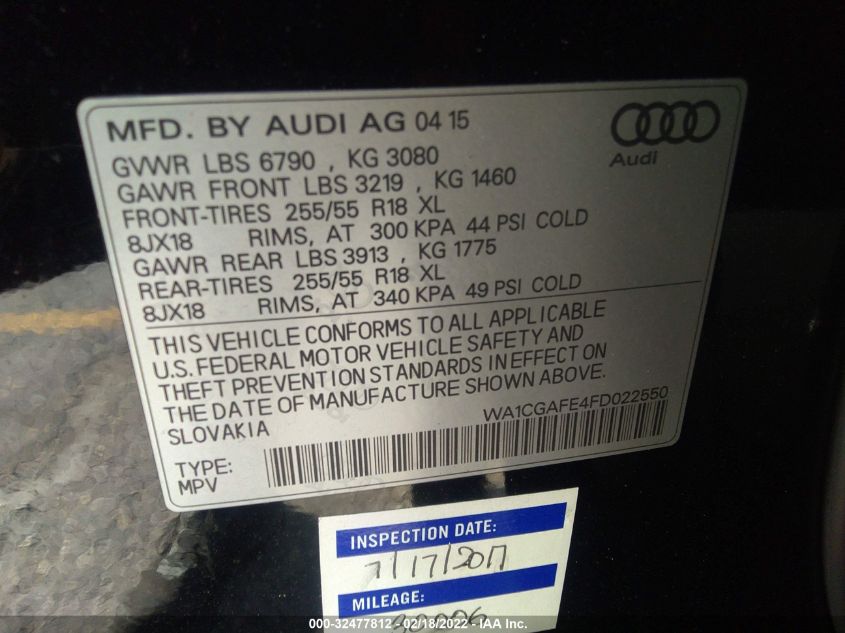 MFD. BY AUDI AG 04 15
Audi
GVWR LBS 6790 , KG 3080
GAWR FRONT LBS 3219 , KG 1460
FRONT-TIRES 255/55 R18 XL
8JX18 RIMS, AT 300 KPA 44 PSI COLD
GAWR REAR LBS 3913 , KG 1775
REAR-TIRES 255/55 R18 XL
8JX18 RIMS, AT 340 KPA 49 PSI COLD
THIS VEHICLE CONFORMS TO ALL APPLICABLE
U.S. FEDERAL MOTOR VEHICLE SAFETY AND
THEFT PREVENTION STANDARDS IN EFFECT ON
THE DATE OF MANUFACTURE SHOWN ABOVE.
SLOVAKIA
WA1CGAFE4FD022550
TYPE:
MPV
INSPECTION DATE:
7/17/2017
MILEAGE:
000-32477812 - 02/18/2022 - IAA Inc.